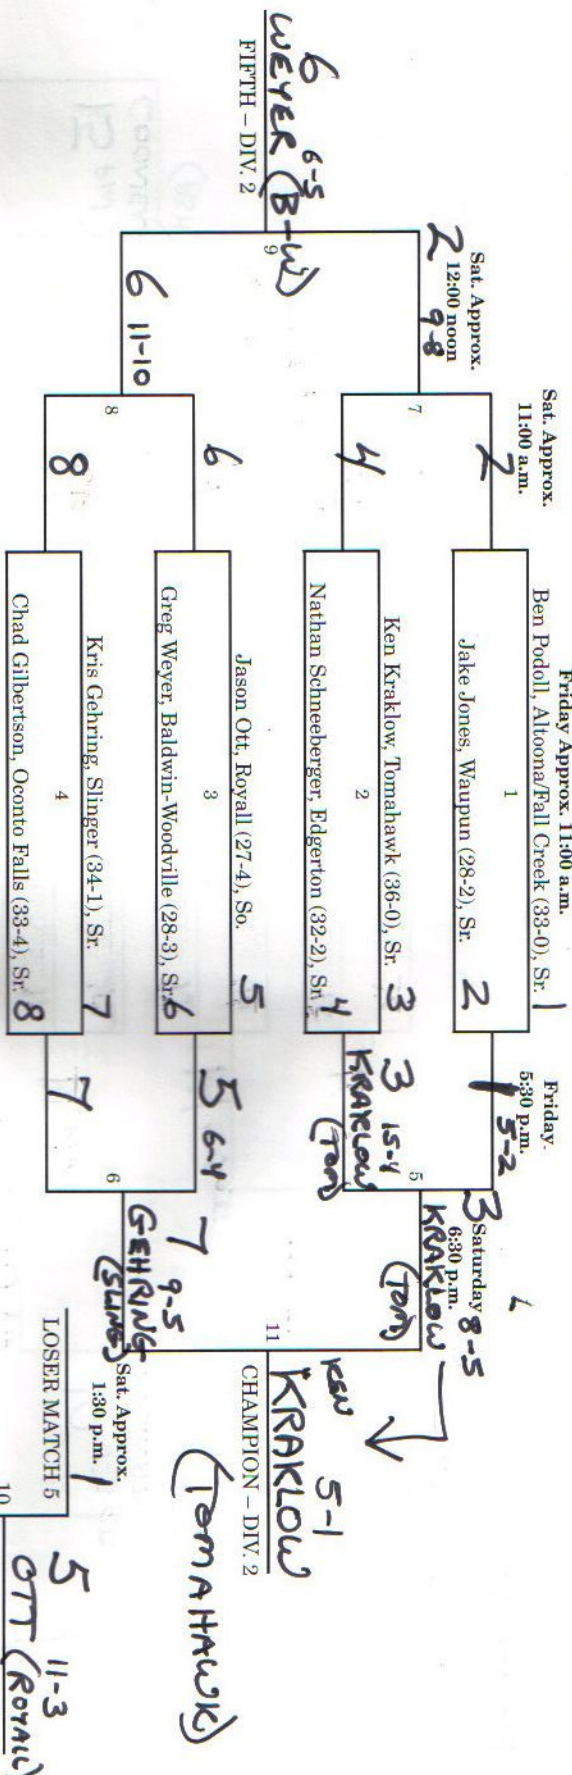 Friday Approx. 11:00 a.m.
Sat. Approx.
11:00 a.m.
Sat. Approx.
12:00 noon
Friday.
5:30 p.m.
Saturday
6:30 p.m.
Ben Podoll, Altoona/Fall Creek (33-0), Sr. 1
1
Jake Jones, Waupun (28-2), Sr. 2
Ken Kraklow, Tomahawk (36-0), Sr. 3
2
Nathan Schneeberger, Edgerton (32-2), Sr. 4
Jason Ott, Royall (27-4), So. 5
3
Greg Weyer, Baldwin-Woodville (28-3), Sr. 6
Kris Gehring, Slinger (34-1), Sr. 7
4
Chad Gilbertson, Oconto Falls (33-4), Sr. 8
2
4
7
2 9-8
6
8
8
6 11-10
9
6 6-5
WEYER (B-W)
FIFTH – DIV. 2
1 5-2
3 15-4
KRAKLOW
(TOM)
5
3 8-5
KRAKLOW
(TOM)
5 6-4
7
6
7 9-5
GEHRING
(SLING)
11
KEN 5-1
KRAKLOW
CHAMPION – DIV. 2
(TOMAHAWK)
Sat. Approx.
1:30 p.m.
1
LOSER MATCH 5
10
5 11-3
OTT (ROYALL)